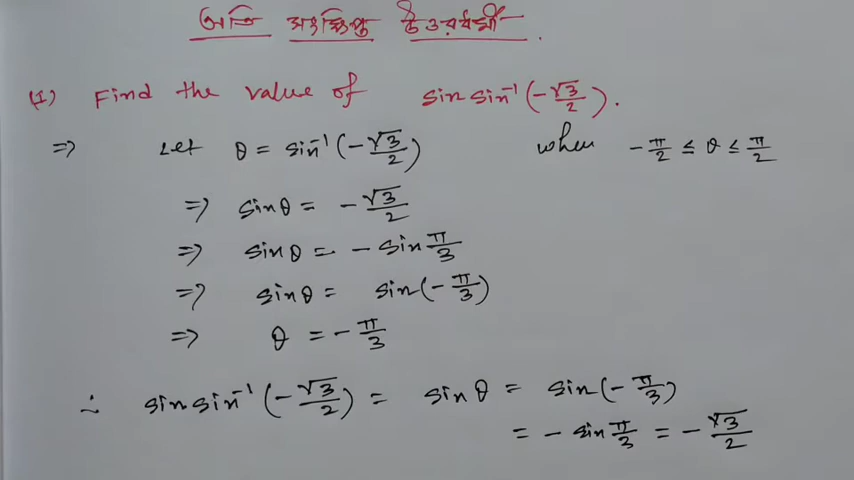 অতি সংক্ষিপ্ত উত্তরধর্মী
(I) Find the value of sin sin⁻¹(-√3/2).
⇒ Let θ = sin⁻¹(-√3/2) when -π/2 ≤ θ ≤ π/2
⇒ sinθ = -√3/2
⇒ sinθ = - sin π/3
⇒ sinθ = sin(-π/3)
⇒ θ = -π/3
∴ sin sin⁻¹(-√3/2) = sinθ = sin(-π/3)
= - sin π/3 = -√3/2